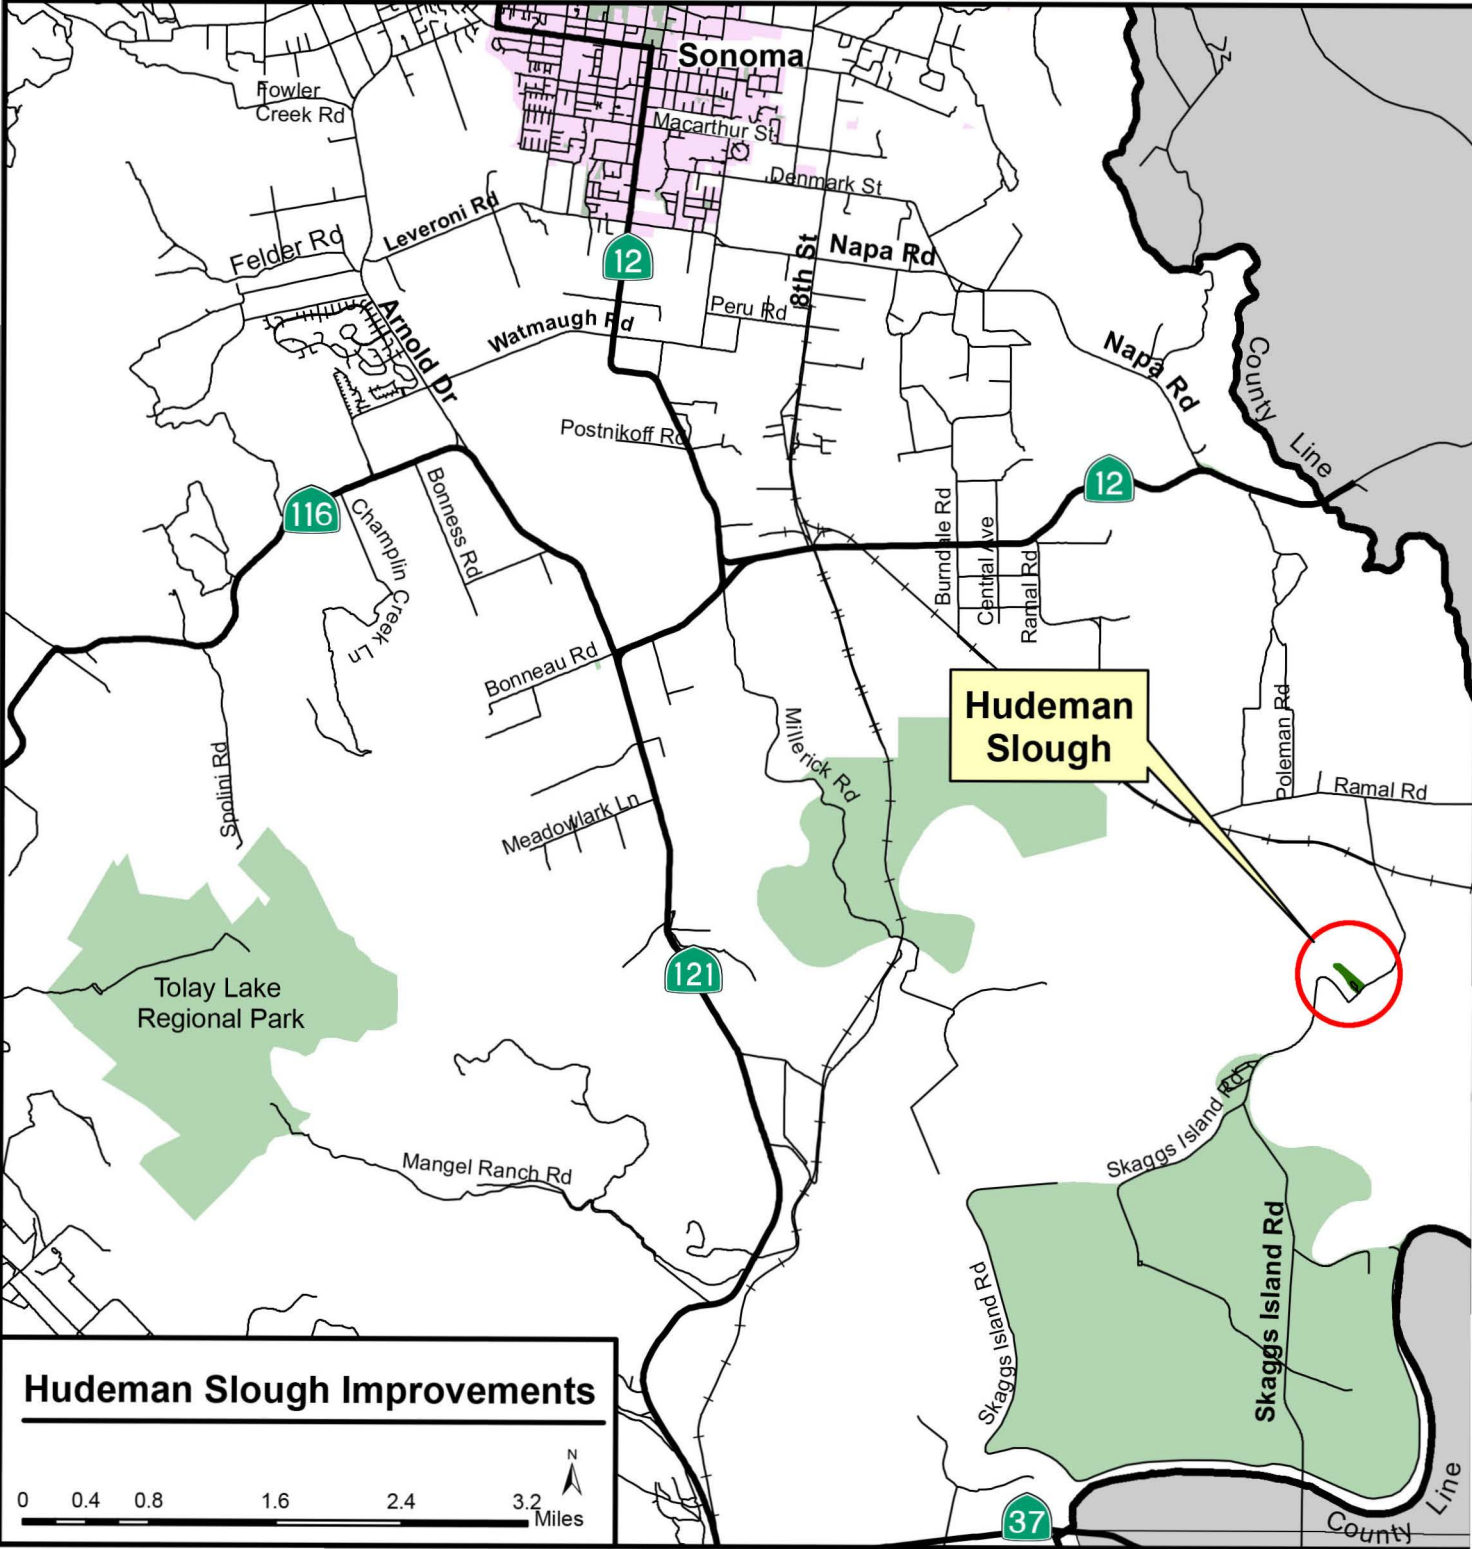 Sonoma
Fowler
Creek Rd
Macarthur St
Denmark St
Leveroni Rd
Felder Rd
Napa Rd
8th St
12
Peru Rd
Arnold Dr
Watmaugh Rd
Napa Rd
County
Line
Postnikoff Rd
12
116
Bonness Rd
Champlin
Creek
Ln
Burndale Rd
Central Ave
Ramal Rd
Bonneau Rd
Hudeman
Slough
Millerick Rd
Poleman Rd
Ramal Rd
Spolini Rd
Meadowlark Ln
121
Tolay Lake
Regional Park
Skaggs Island Rd
Mangel Ranch Rd
Skaggs Island Rd
Skaggs Island Rd
Hudeman Slough Improvements
N
0 0.4 0.8 1.6 2.4 3.2
Miles
37
County
Line